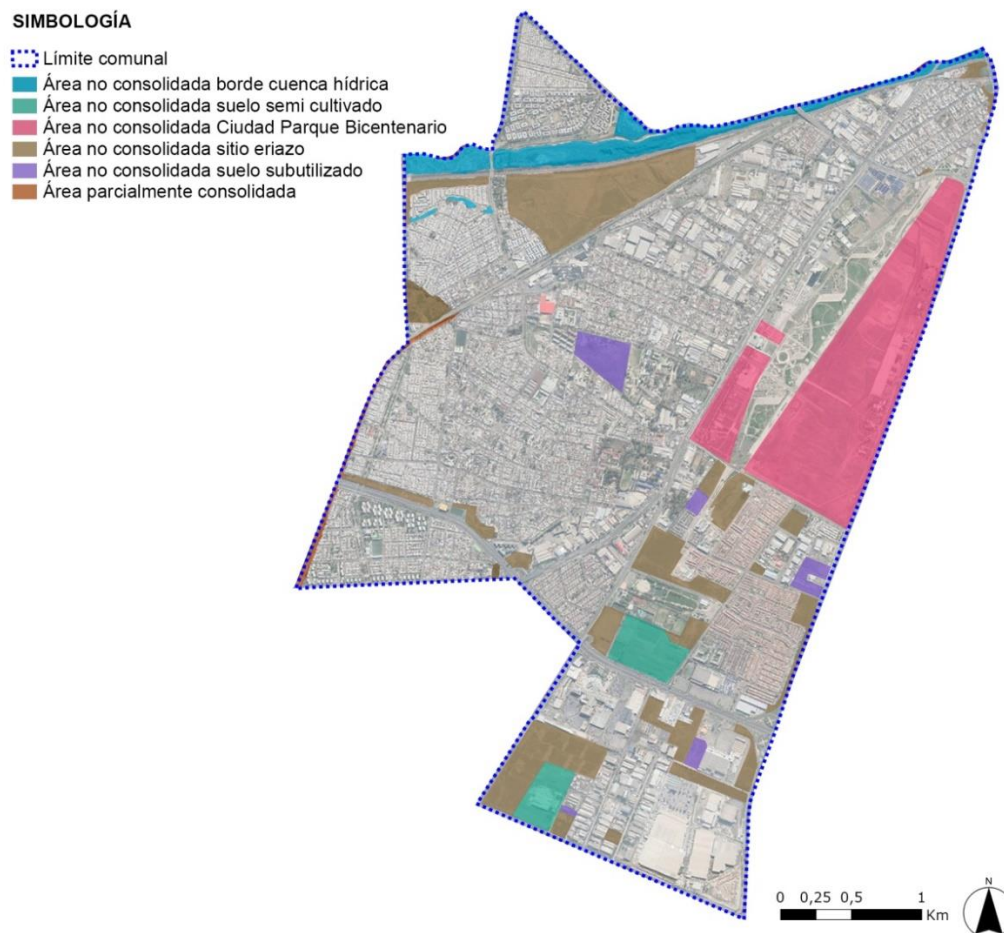 SIMBOLOGÍA
Límite comunal
Área no consolidada borde cuenca hídrica
Área no consolidada suelo semi cultivado
Área no consolidada Ciudad Parque Bicentenario
Área no consolidada sitio eriazo
Área no consolidada suelo subutilizado
Área parcialmente consolidada
0 0,25 0,5 1
Km
N